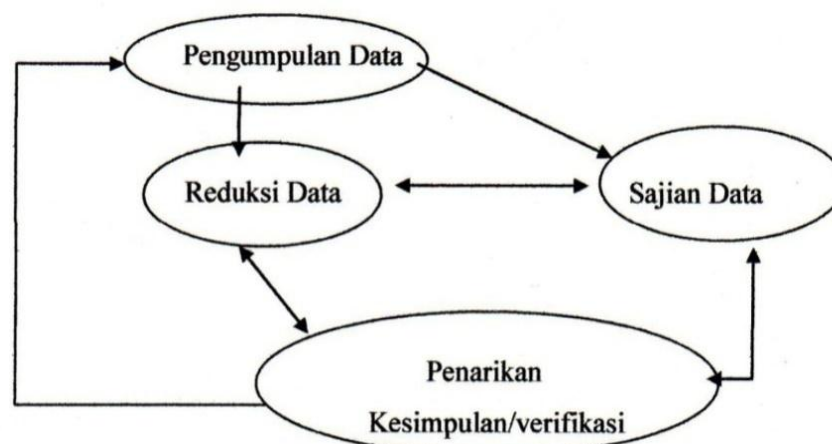 Pengumpulan Data
Reduksi Data
Sajian Data
Penarikan
Kesimpulan/verifikasi